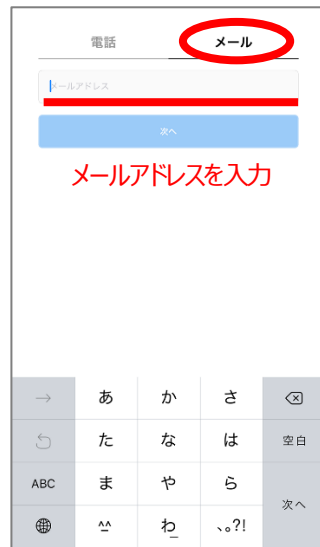 電話 メール
メールアドレス
次へ
メールアドレスを入力
→ あ か さ
た な は 空白
ABC ま や ら
次へ
^^ わ_ 、。?!